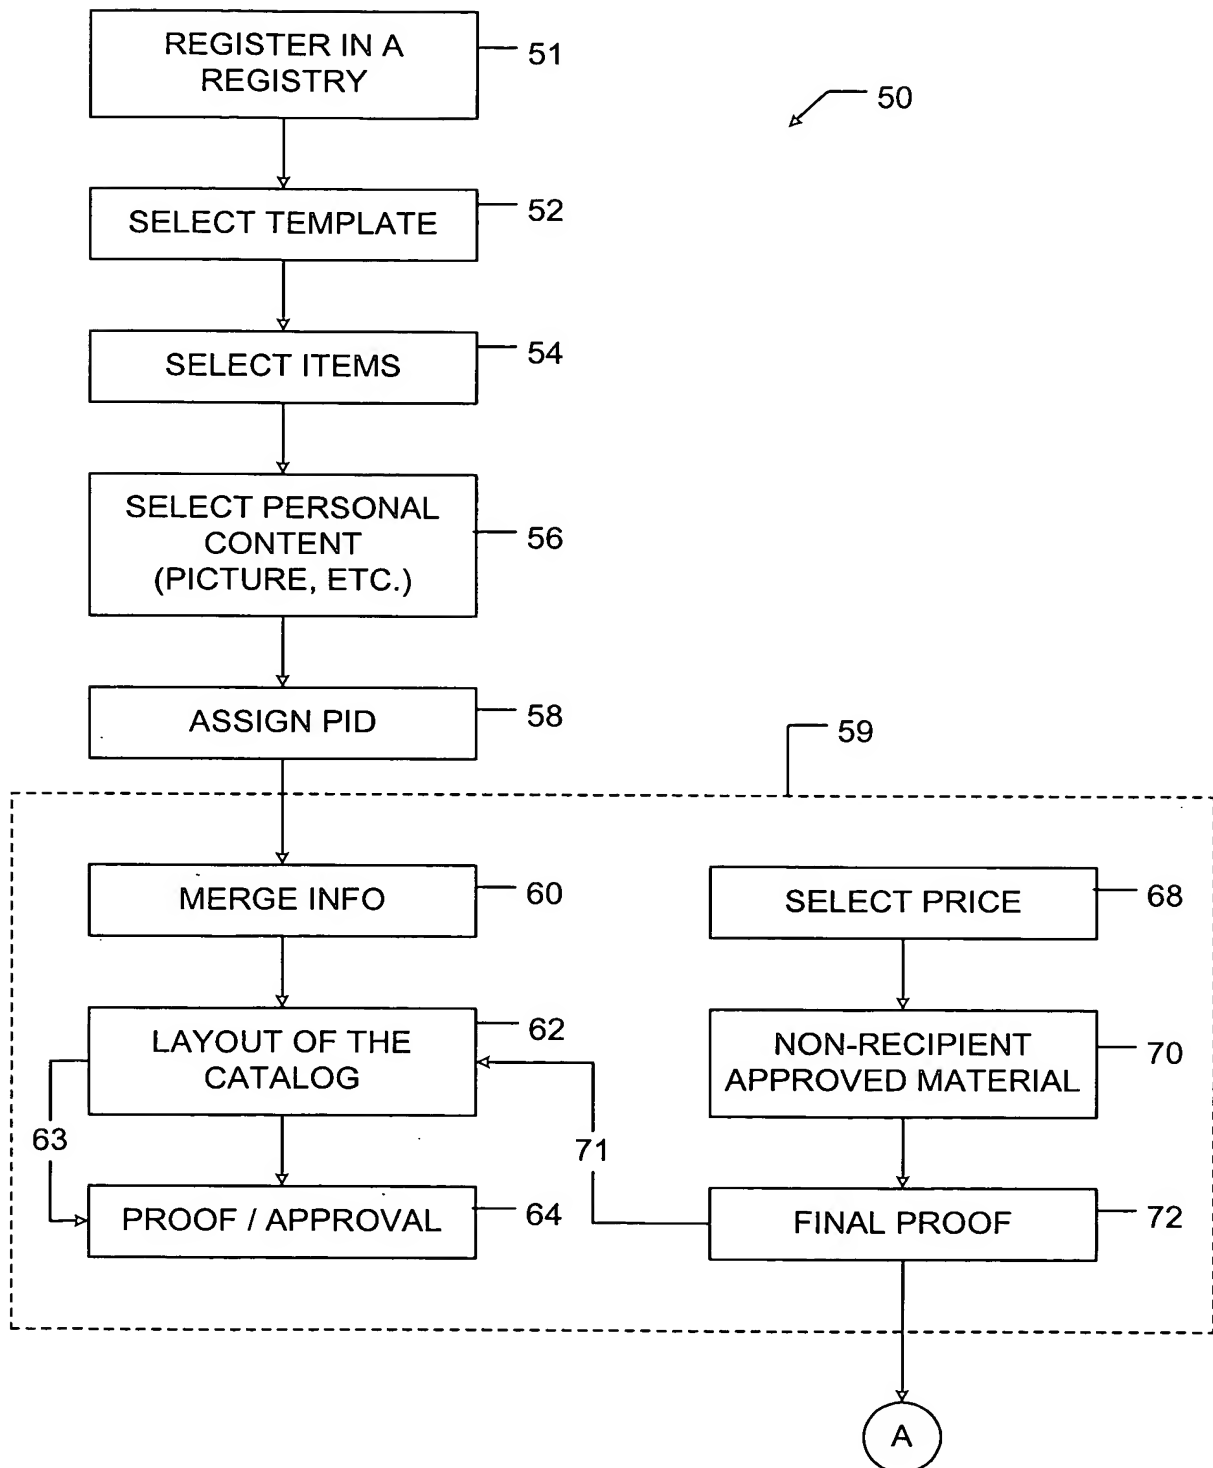 REGISTER IN A
REGISTRY
51
50
SELECT TEMPLATE
52
SELECT ITEMS
54
SELECT PERSONAL
CONTENT
(PICTURE, ETC.)
56
ASSIGN PID
58
59
MERGE INFO
60
LAYOUT OF THE
CATALOG
62
63
PROOF / APPROVAL
64
SELECT PRICE
68
NON-RECIPIENT
APPROVED MATERIAL
70
71
FINAL PROOF
72
A